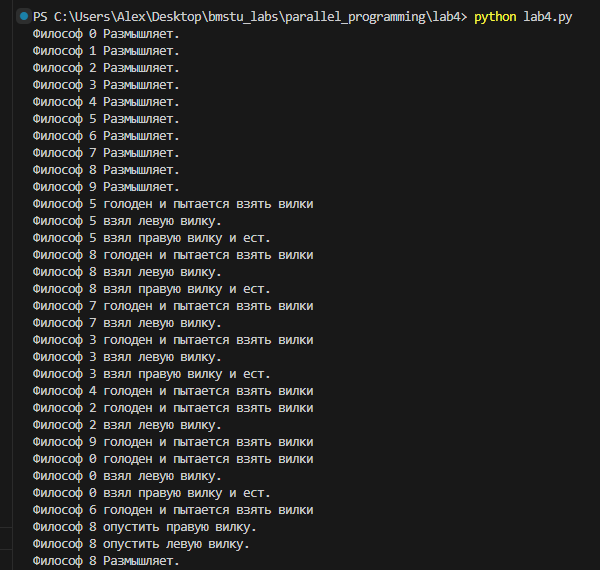 PS C:\Users\Alex\Desktop\bmstu_labs\parallel_programming\lab4> python lab4.py
Философ 0 Размышляет.
Философ 1 Размышляет.
Философ 2 Размышляет.
Философ 3 Размышляет.
Философ 4 Размышляет.
Философ 5 Размышляет.
Философ 6 Размышляет.
Философ 7 Размышляет.
Философ 8 Размышляет.
Философ 9 Размышляет.
Философ 5 голоден и пытается взять вилки
Философ 5 взял левую вилку.
Философ 5 взял правую вилку и ест.
Философ 8 голоден и пытается взять вилки
Философ 8 взял левую вилку.
Философ 8 взял правую вилку и ест.
Философ 7 голоден и пытается взять вилки
Философ 7 взял левую вилку.
Философ 3 голоден и пытается взять вилки
Философ 3 взял левую вилку.
Философ 3 взял правую вилку и ест.
Философ 4 голоден и пытается взять вилки
Философ 2 голоден и пытается взять вилки
Философ 2 взял левую вилку.
Философ 9 голоден и пытается взять вилки
Философ 0 голоден и пытается взять вилки
Философ 0 взял левую вилку.
Философ 0 взял правую вилку и ест.
Философ 6 голоден и пытается взять вилки
Философ 8 опустить правую вилку.
Философ 8 опустить левую вилку.
Философ 8 Размышляет.